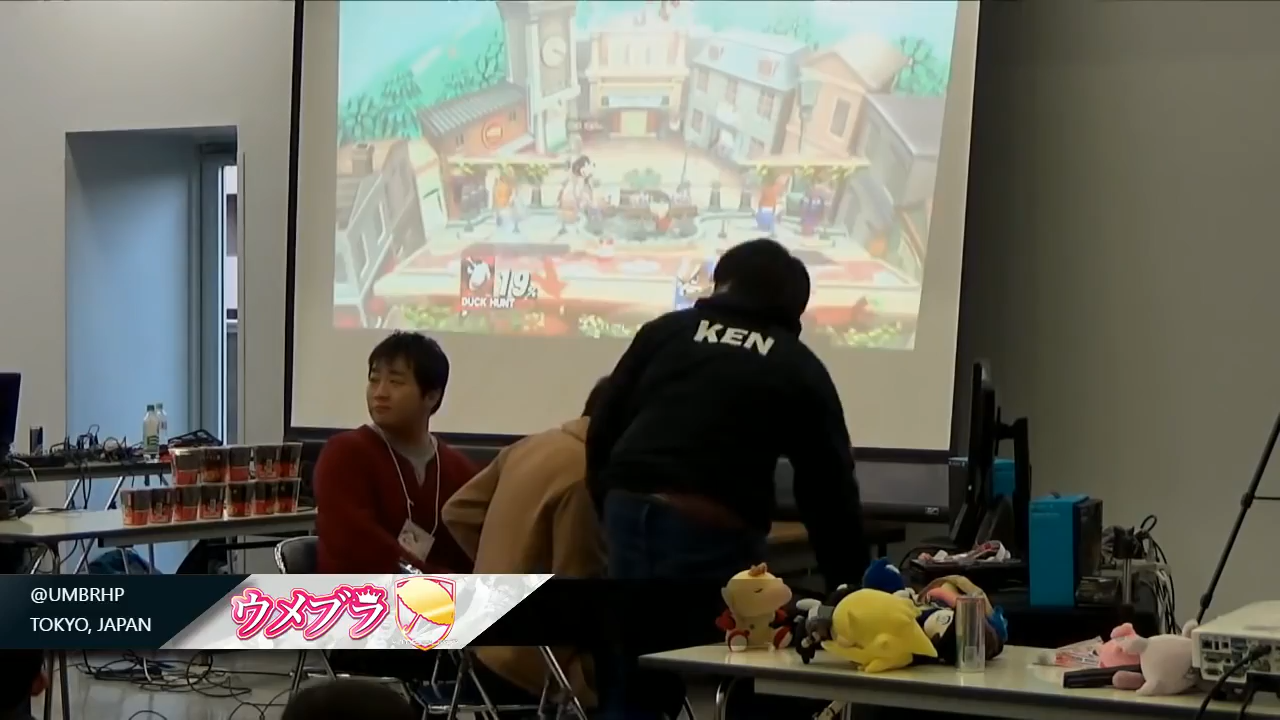 19%
DUCK HUNT
KEN
@UMBRHP
TOKYO, JAPAN
ウメブラ